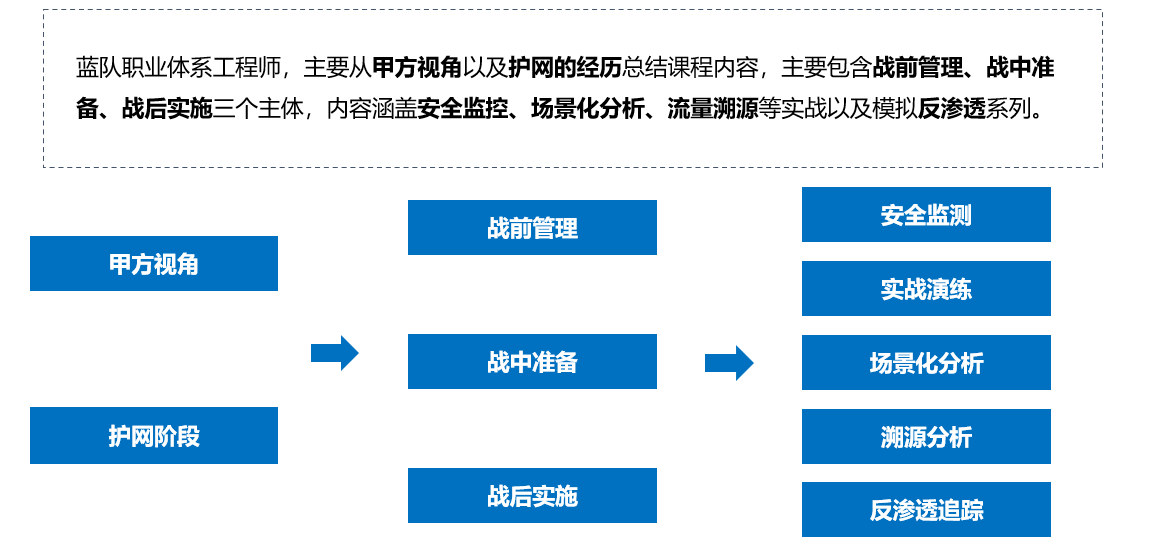 蓝队职业体系工程师，主要从甲方视角以及护网的经历总结课程内容，主要包含战前管理、战中准
备、战后实施三个主体，内容涵盖安全监控、场景化分析、流量溯源等实战以及模拟反渗透系列。
甲方视角
护网阶段
战前管理
战中准备
战后实施
安全监测
实战演练
场景化分析
溯源分析
反渗透追踪